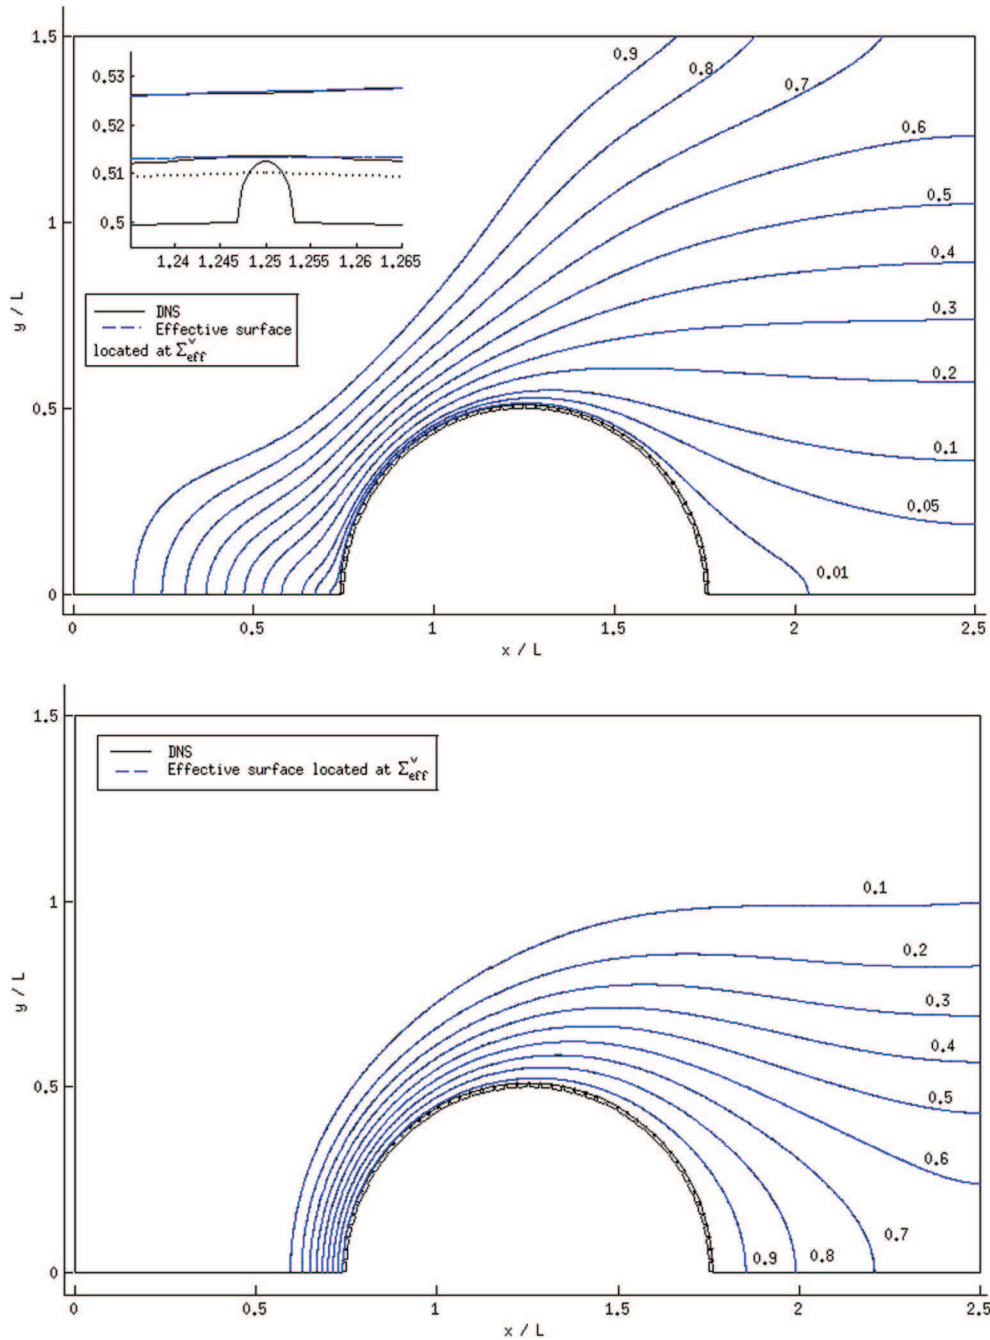 1.5
1
0.5
0
y / L
0.53
0.52
0.51
0.5
1.24 1.245 1.25 1.255 1.26 1.265
DNS
Effective surface
located at Σeff^v
0.9
0.8
0.7
0.6
0.5
0.4
0.3
0.2
0.1
0.05
0.01
0 0.5 1 1.5 2 2.5
x / L
1.5
1
0.5
0
y / L
DNS
Effective surface located at Σeff^v
0.1
0.2
0.3
0.4
0.5
0.6
0.7
0.8
0.9
0 0.5 1 1.5 2 2.5
x / L